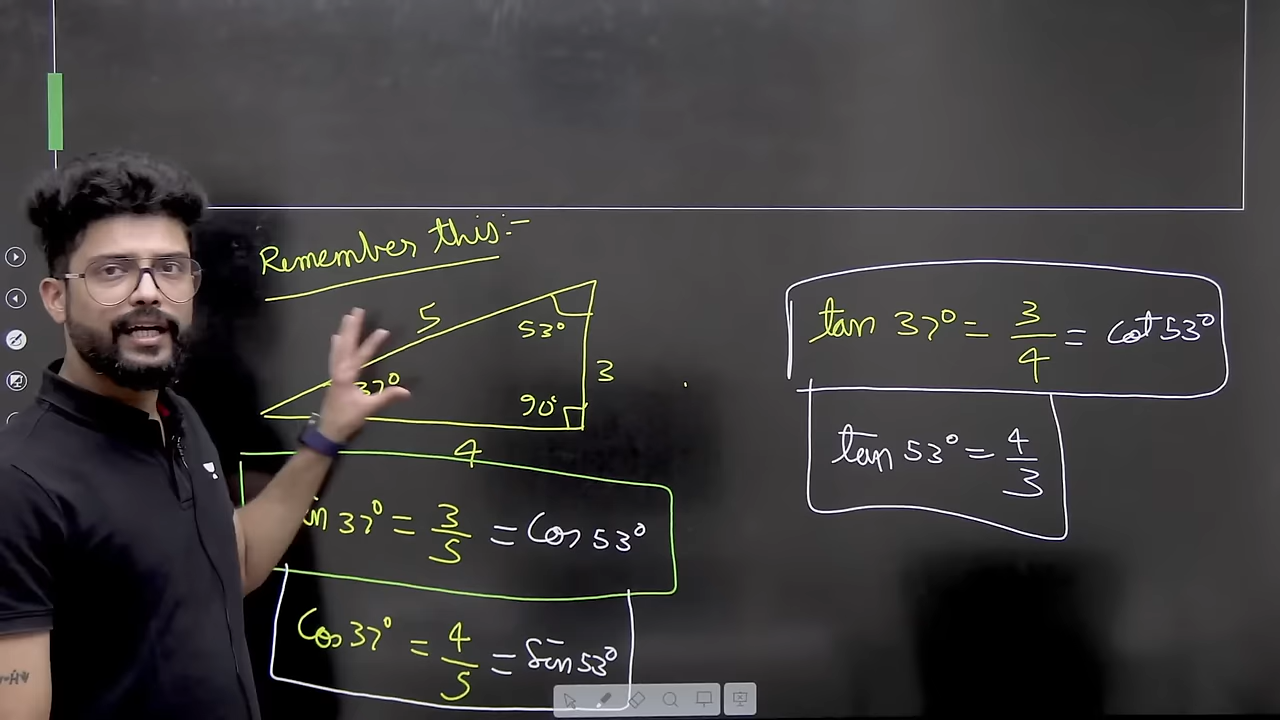 Remember this:-
5
53°
37°
3
90°
4
in 37° = 3/5 = Cos 53°
Cos 37° = 4/5 = Sin 53°
tan 37° = 3/4 = cot 53°
tan 53° = 4/3